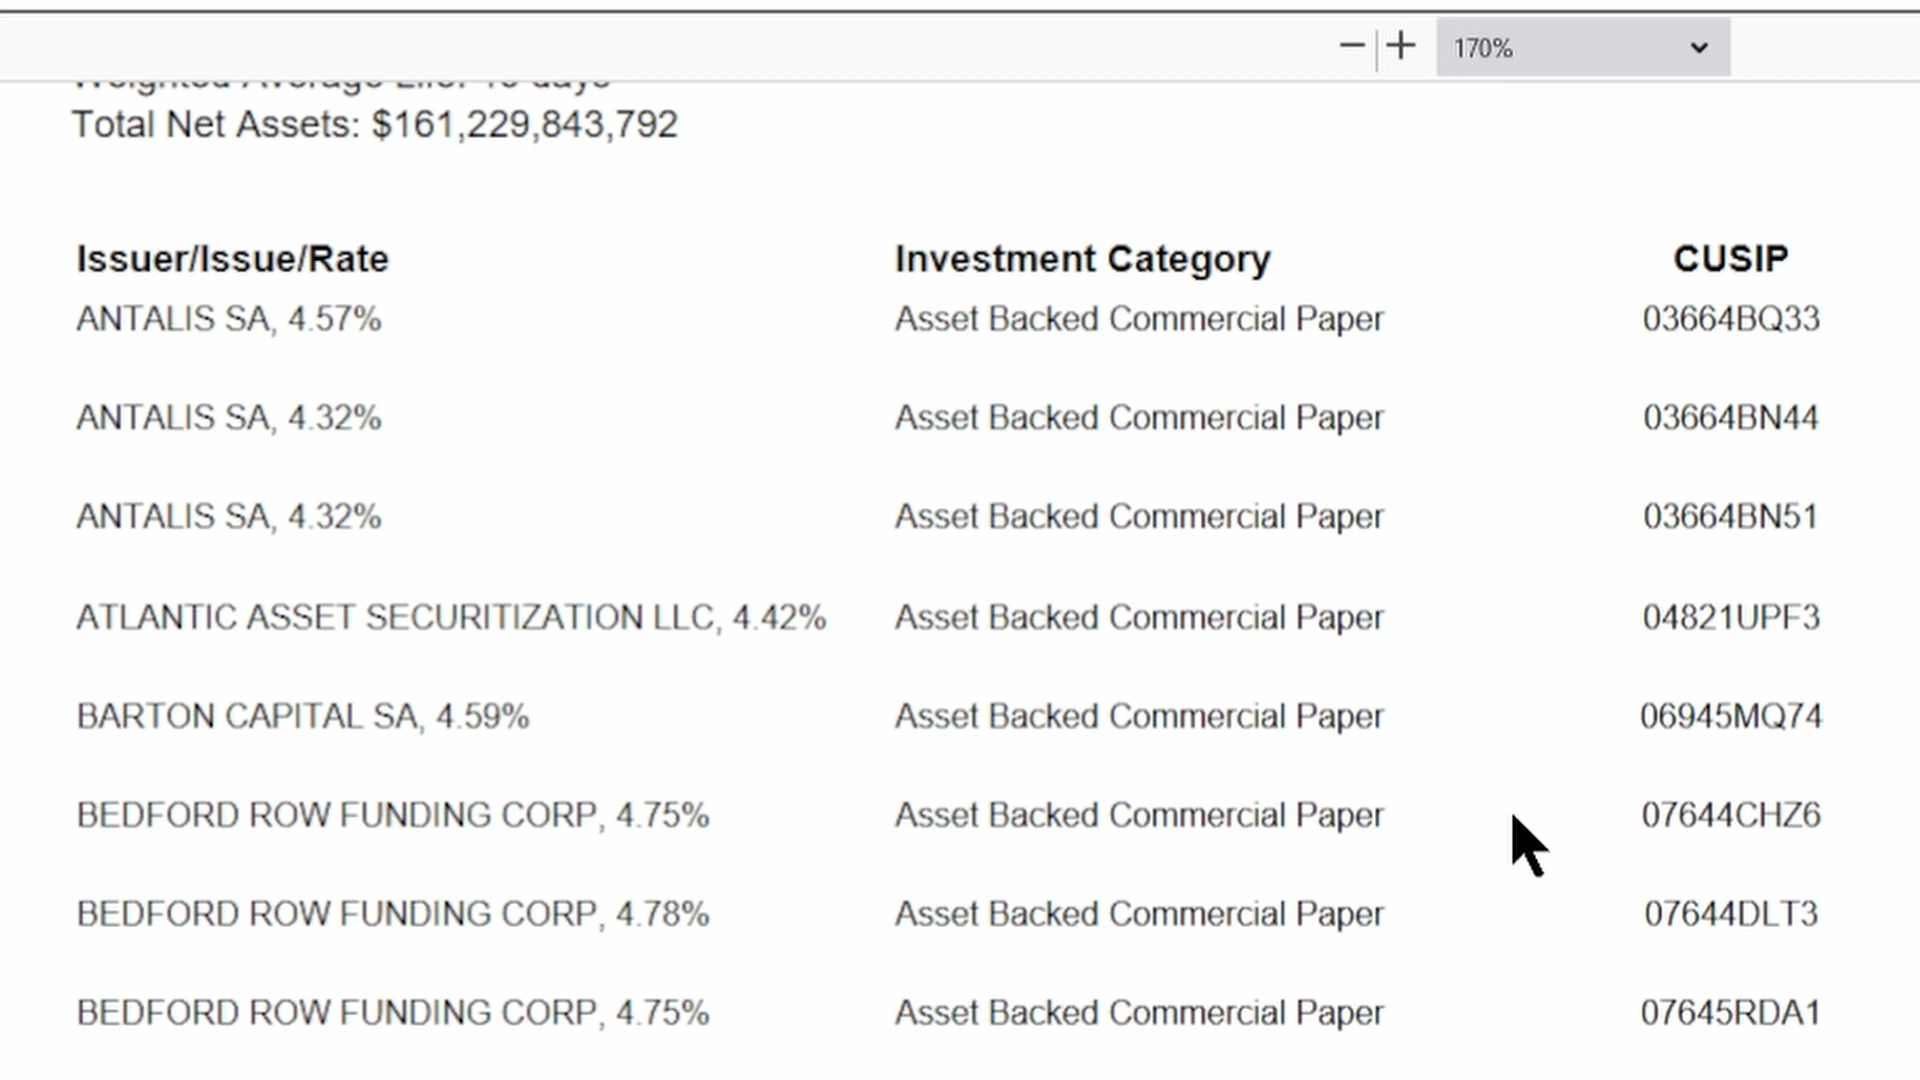 170%
Weighted Average Life: days
Total Net Assets: $161,229,843,792
Issuer/Issue/Rate Investment Category CUSIP
ANTALIS SA, 4.57% Asset Backed Commercial Paper 03664BQ33
ANTALIS SA, 4.32% Asset Backed Commercial Paper 03664BN44
ANTALIS SA, 4.32% Asset Backed Commercial Paper 03664BN51
ATLANTIC ASSET SECURITIZATION LLC, 4.42% Asset Backed Commercial Paper 04821UPF3
BARTON CAPITAL SA, 4.59% Asset Backed Commercial Paper 06945MQ74
BEDFORD ROW FUNDING CORP, 4.75% Asset Backed Commercial Paper 07644CHZ6
BEDFORD ROW FUNDING CORP, 4.78% Asset Backed Commercial Paper 07644DLT3
BEDFORD ROW FUNDING CORP, 4.75% Asset Backed Commercial Paper 07645RDA1